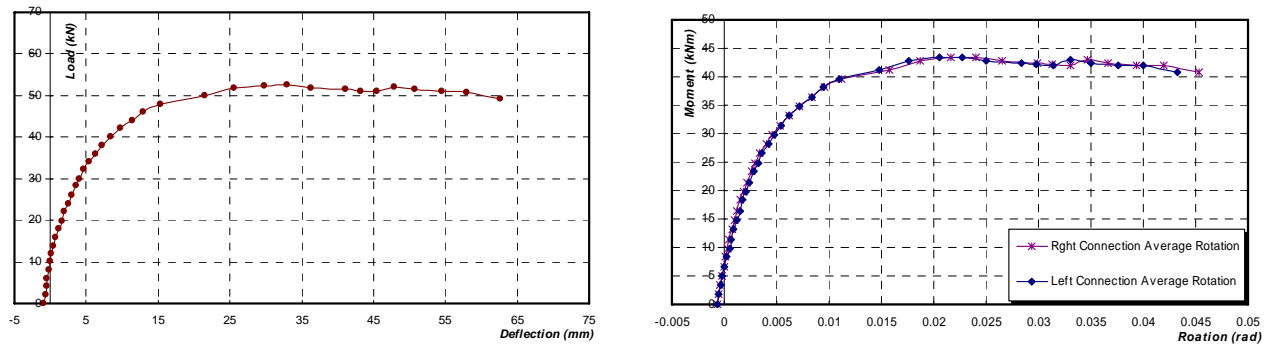 70
60
50
40
30
20
10
0
Load (kN)
-5 5 15 25 35 45 55 65 75
Deflection (mm)
50
45
40
35
30
25
20
15
10
5
0
Moment (kNm)
Rght Connection Average Rotation
Left Connection Average Rotation
-0.005 0 0.005 0.01 0.015 0.02 0.025 0.03 0.035 0.04 0.045 0.05
Roation (rad)